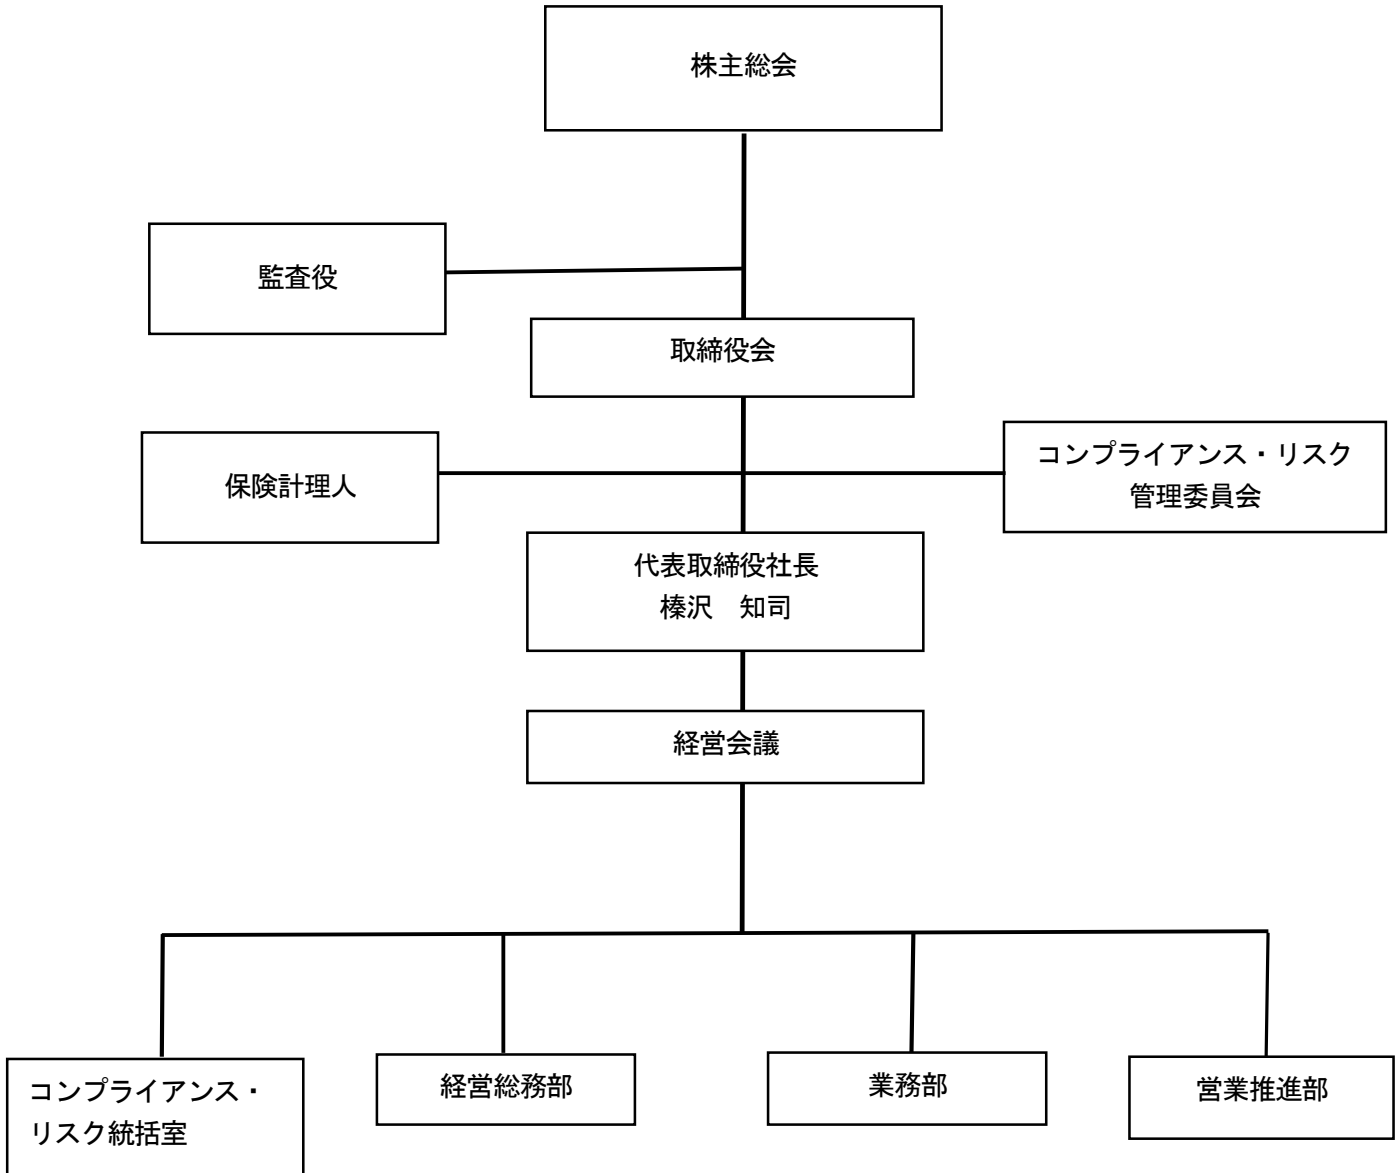 株主総会
監査役
取締役会
保険計理人
コンプライアンス・リスク
管理委員会
代表取締役社長
榛沢　知司
経営会議
コンプライアンス・
リスク統括室
経営総務部
業務部
営業推進部